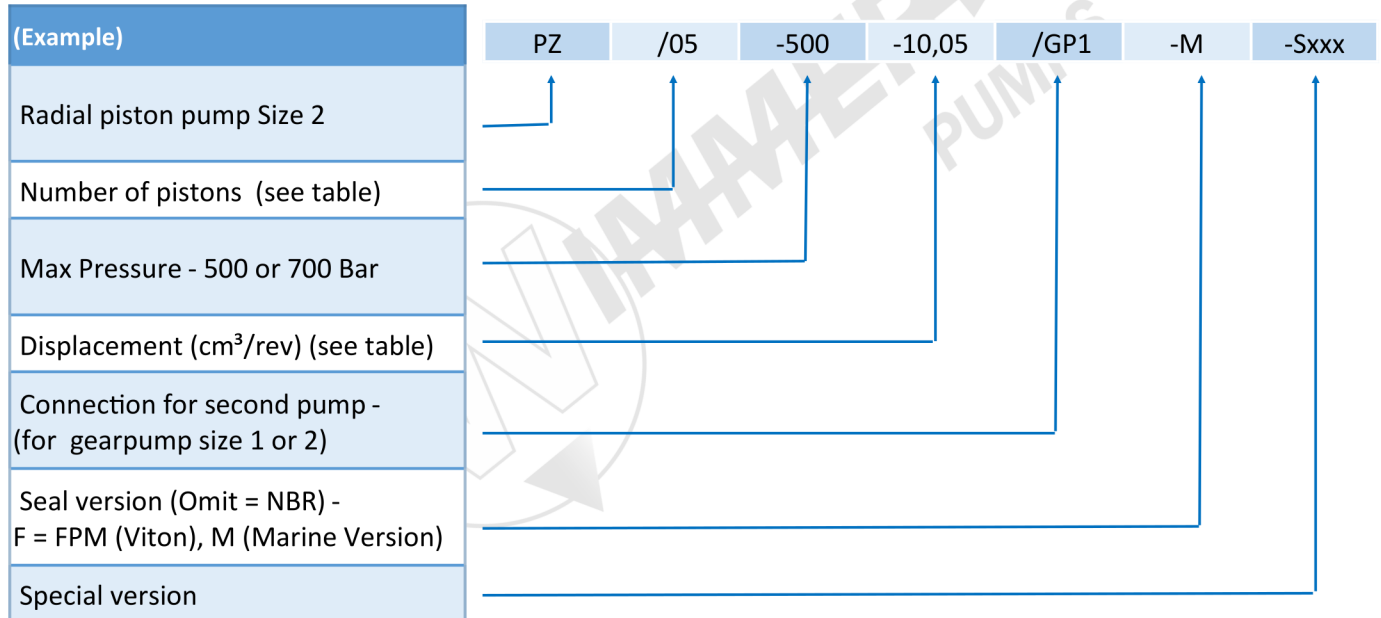 (Example)
PZ /05 -500 -10,05 /GP1 -M -Sxxx
Radial piston pump Size 2
Number of pistons (see table)
Max Pressure - 500 or 700 Bar
Displacement (cm³/rev) (see table)
Connection for second pump -
(for gearpump size 1 or 2)
Seal version (Omit = NBR) -
F = FPM (Viton), M (Marine Version)
Special version